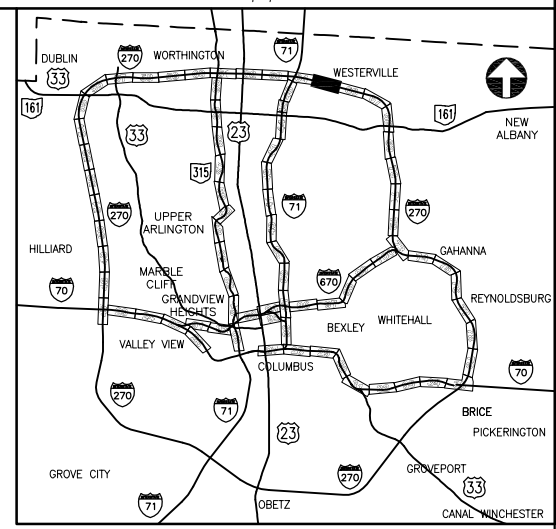 270
WORTHINGTON
71
DUBLIN
33
WESTERVILLE
161
33
23
161
NEW
ALBANY
315
270
71
270
UPPER
ARLINGTON
HILLIARD
GAHANNA
70
MARBLE
CLIFF
670
GRANDVIEW
HEIGHTS
REYNOLDSBURG
BEXLEY
WHITEHALL
VALLEY VIEW
COLUMBUS
70
270
71
BRICE
23
PICKERINGTON
GROVE CITY
270
GROVEPORT
33
71
OBETZ
CANAL WINCHESTER